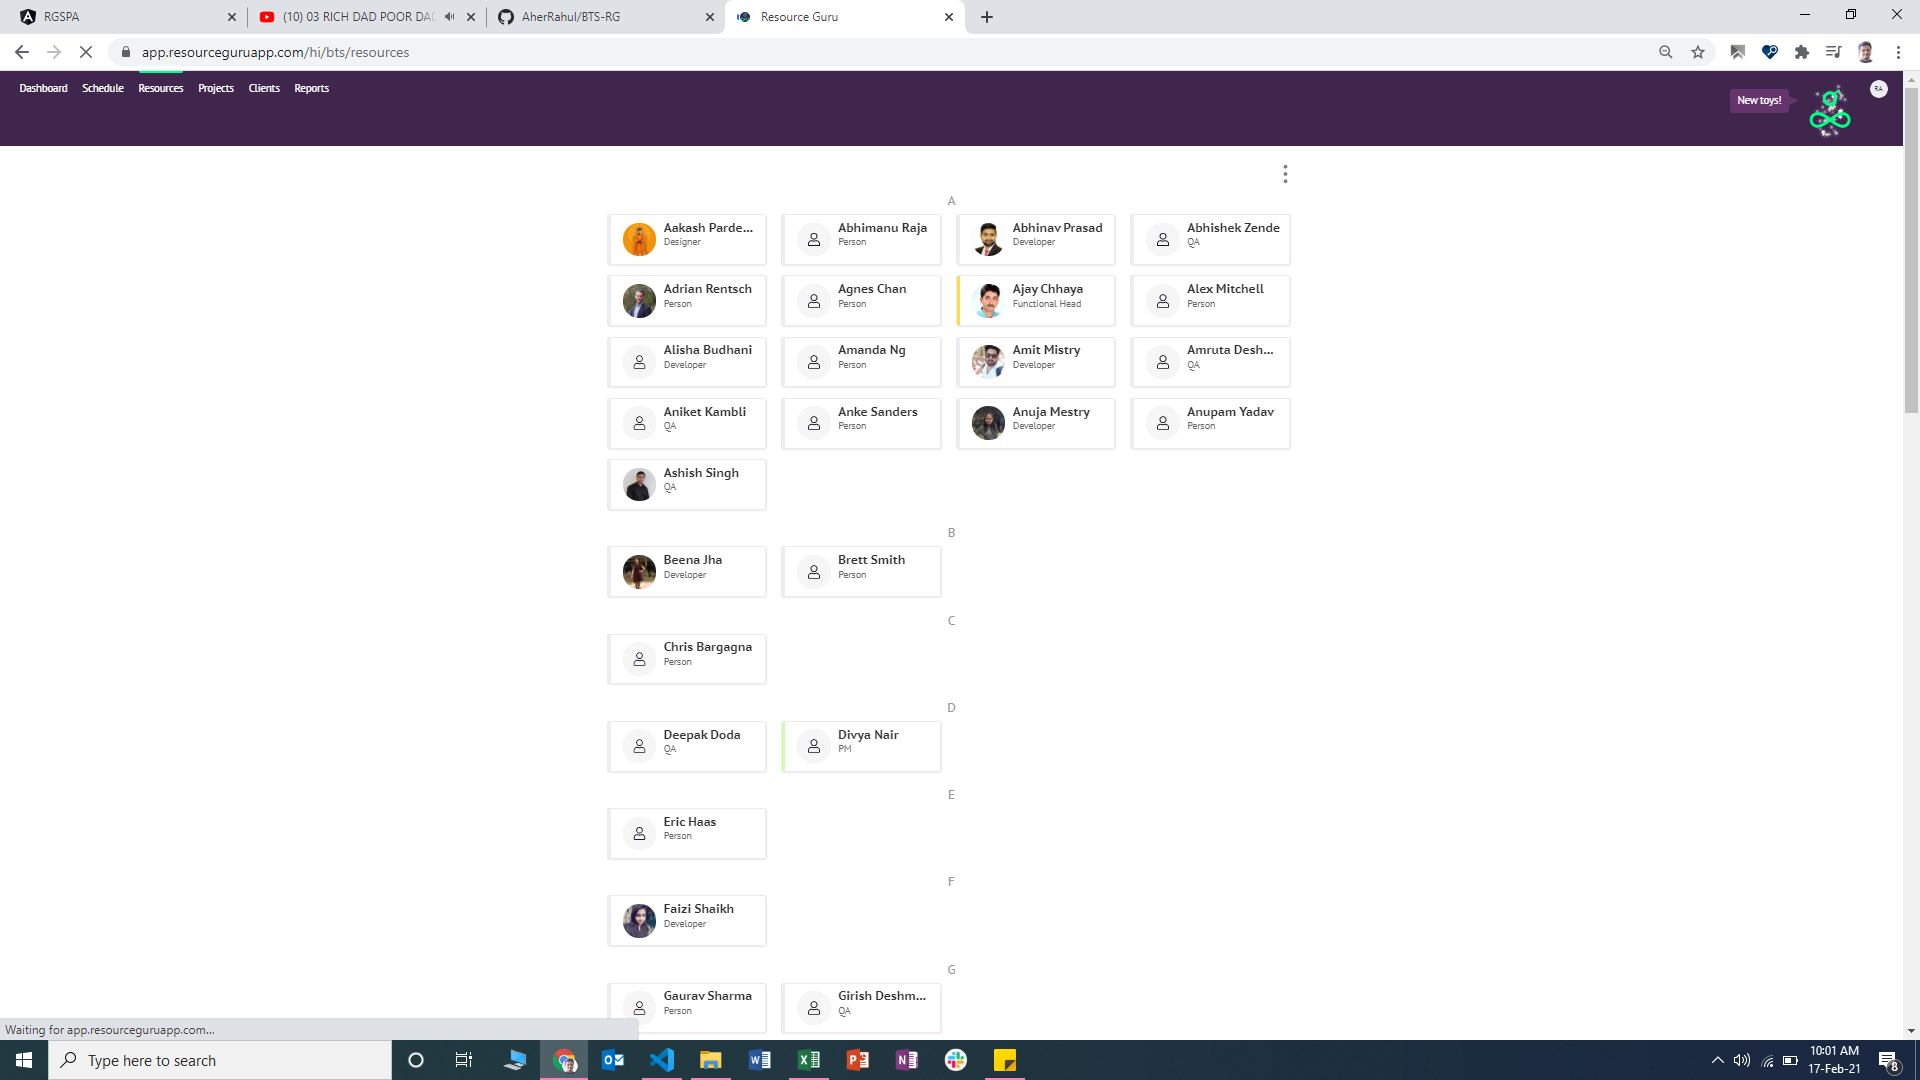 RGSPA
(10) 03 RICH DAD POOR DAD
AherRahul/BTS-RG
Resource Guru
app.resourceguruapp.com/hi/bts/resources
Dashboard Schedule Resources Projects Clients Reports
New toys!
RA
A
Aakash Parde...
Designer
Abhimanu Raja
Person
Abhinav Prasad
Developer
Abhishek Zende
QA
Adrian Rentsch
Person
Agnes Chan
Person
Ajay Chhaya
Functional Head
Alex Mitchell
Person
Alisha Budhani
Developer
Amanda Ng
Person
Amit Mistry
Developer
Amruta Desh...
QA
Aniket Kambli
QA
Anke Sanders
Person
Anuja Mestry
Developer
Anupam Yadav
Person
Ashish Singh
QA
B
Beena Jha
Developer
Brett Smith
Person
C
Chris Bargagna
Person
D
Deepak Doda
QA
Divya Nair
PM
E
Eric Haas
Person
F
Faizi Shaikh
Developer
G
Gaurav Sharma
Person
Girish Deshm...
QA
Waiting for app.resourceguruapp.com...
Type here to search
10:01 AM
17-Feb-21
8